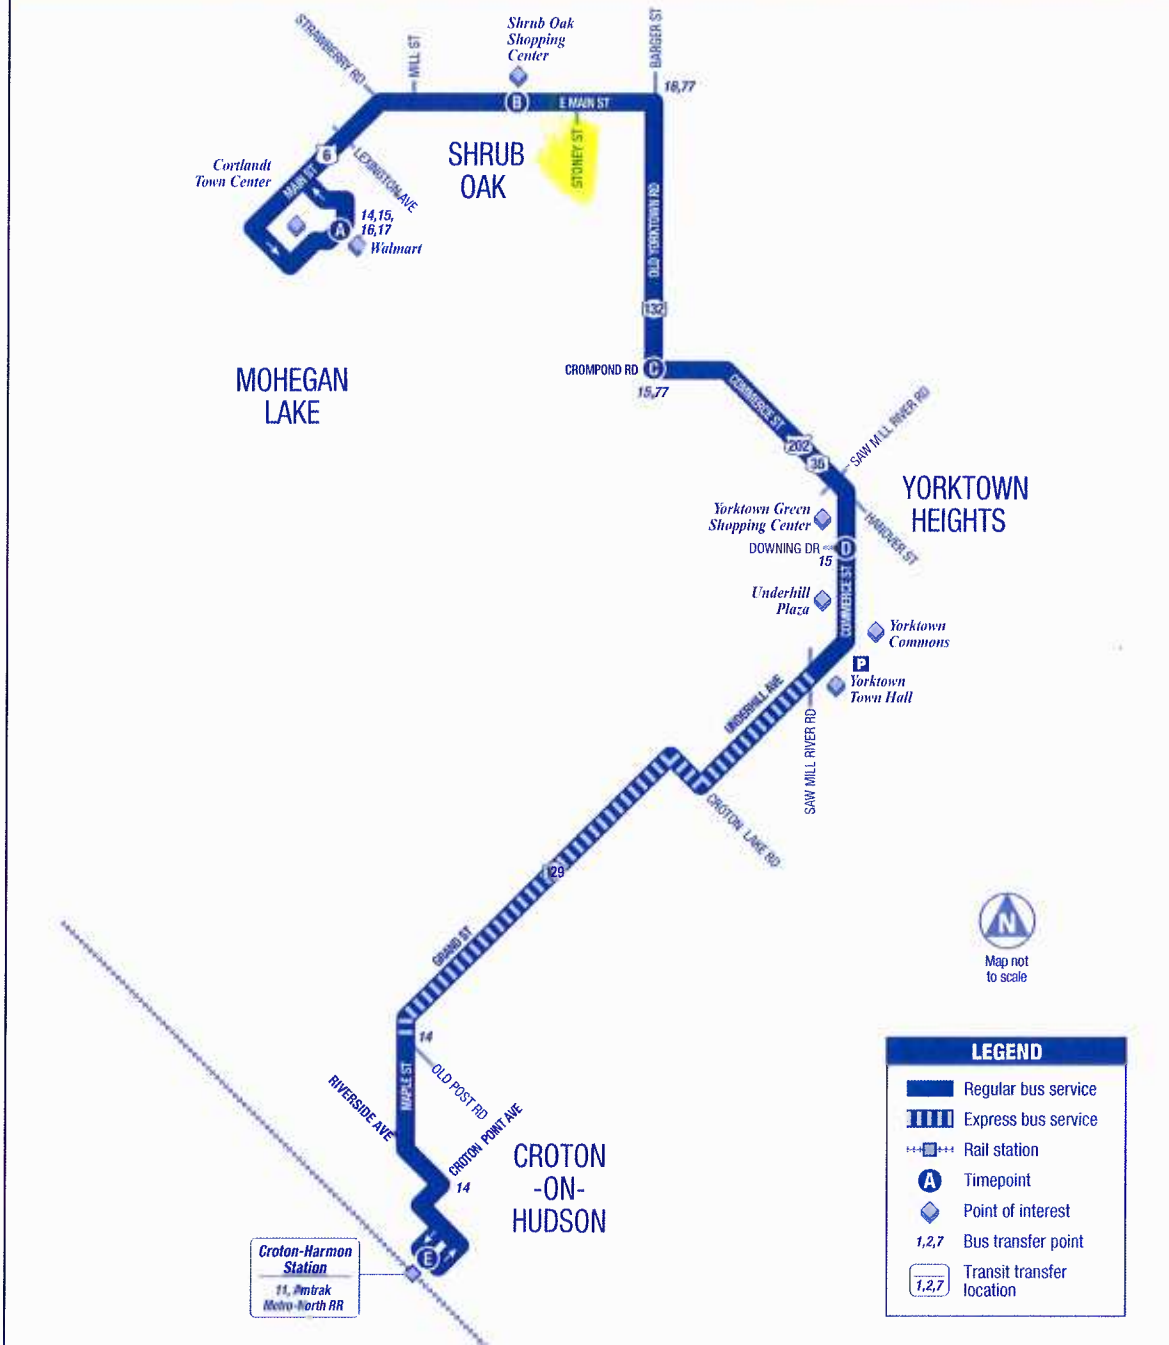 STRAWBERRY RD
MILL ST
Shrub Oak
Shopping
Center
BARGER ST
16,77
B
E MAIN ST
STONEY ST
SHRUB
OAK
6
LEXINGTON AVE
Cortlandt
Town Center
MAIN ST
14,15,
16,17
A
Walmart
OLD YORKTOWN RD
132
MOHEGAN
LAKE
CROMPOND RD
C
15,77
COMMERCE ST
202
35
SAW MILL RIVER RD
YORKTOWN
HEIGHTS
HANOVER ST
Yorktown Green
Shopping Center
DOWNING DR
D
15
COMMERCE ST
Underhill
Plaza
Yorktown
Commons
P
Yorktown
Town Hall
UNDERHILL AVE
SAW MILL RIVER RD
CROTON LAKE RD
129
GRAND ST
N
Map not
to scale
14
MAPLE ST
OLD POST RD
RIVERSIDE AVE
CROTON POINT AVE
14
CROTON
-ON-
HUDSON
E
Croton-Harmon
Station
11, Amtrak
Metro-North RR
LEGEND
Regular bus service
Express bus service
Rail station
A Timepoint
Point of interest
1,2,7 Bus transfer point
Transit transfer
1,2,7 location